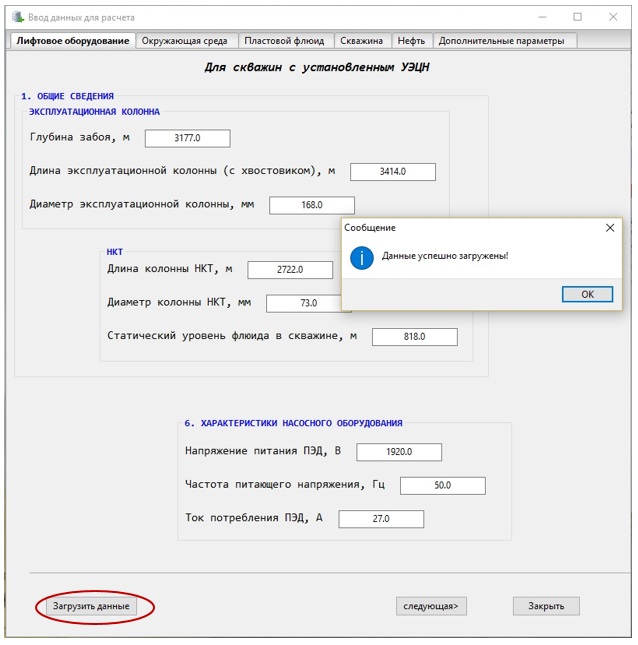 Ввод данных для расчета
Лифтовое оборудование Окружающая среда Пластовой флюид Скважина Нефть Дополнительные параметры
Для скважин с установленным УЭЦН
1. ОБЩИЕ СВЕДЕНИЯ
ЭКСПЛУАТАЦИОННАЯ КОЛОННА
Глубина забоя, м 3177.0
Длина эксплуатационной колонны (с хвостовиком), м 3414.0
Диаметр эксплуатационной колонны, мм 168.0
Сообщение
Данные успешно загружены!
OK
НКТ
Длина колонны НКТ, м 2722.0
Диаметр колонны НКТ, мм 73.0
Статический уровень флюида в скважине, м 818.0
6. ХАРАКТЕРИСТИКИ НАСОСНОГО ОБОРУДОВАНИЯ
Напряжение питания ПЭД, В 1920.0
Частота питающего напряжения, Гц 50.0
Ток потребления ПЭД, А 27.0
Загрузить данные следующая> Закрыть